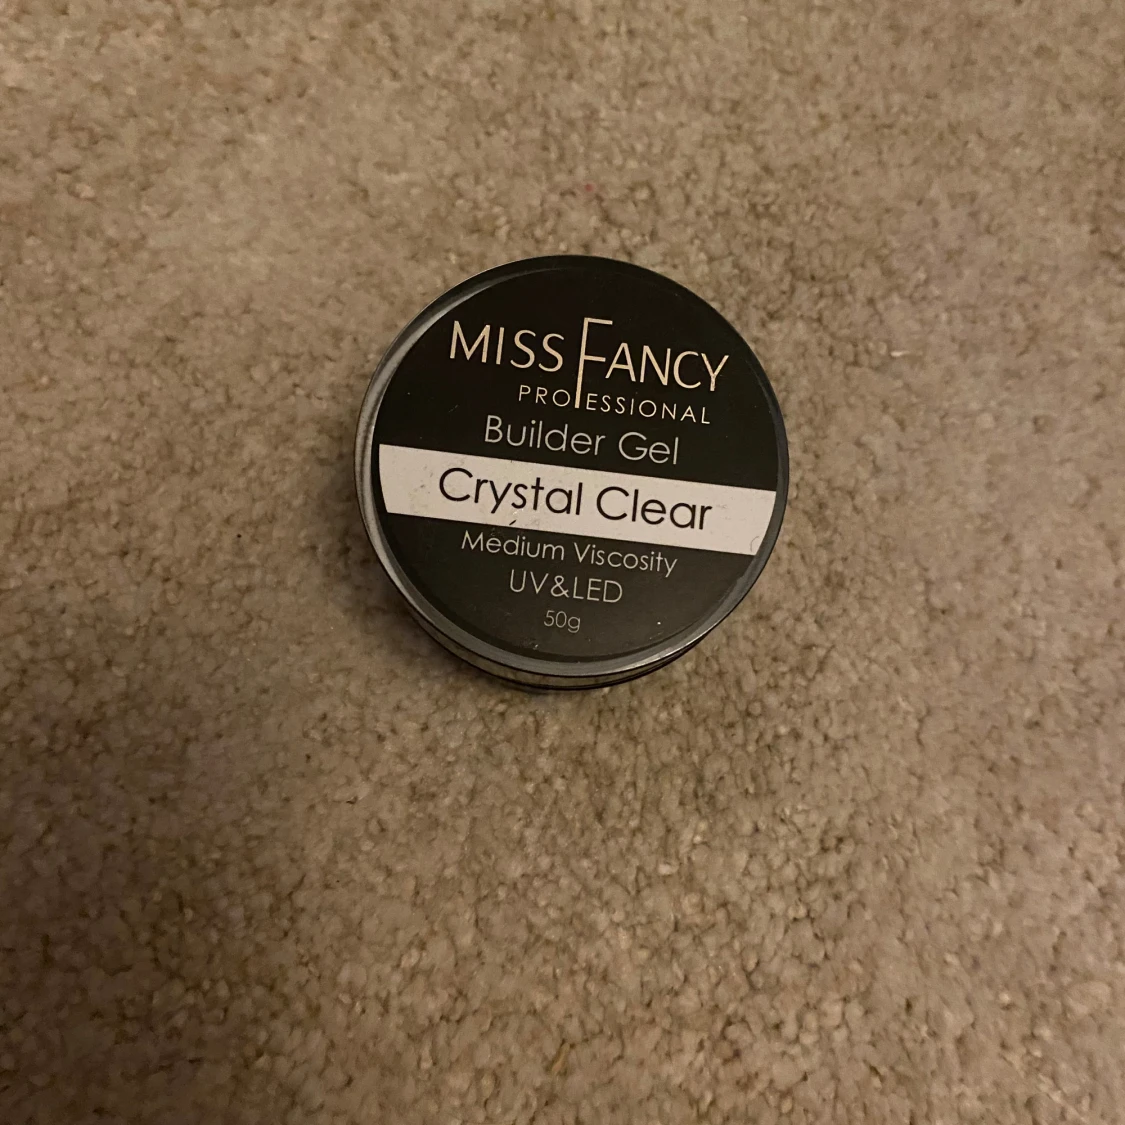 MISS FANCY
PROFESSIONAL
Builder Gel
Crystal Clear
Medium Viscosity
UV&LED
50g